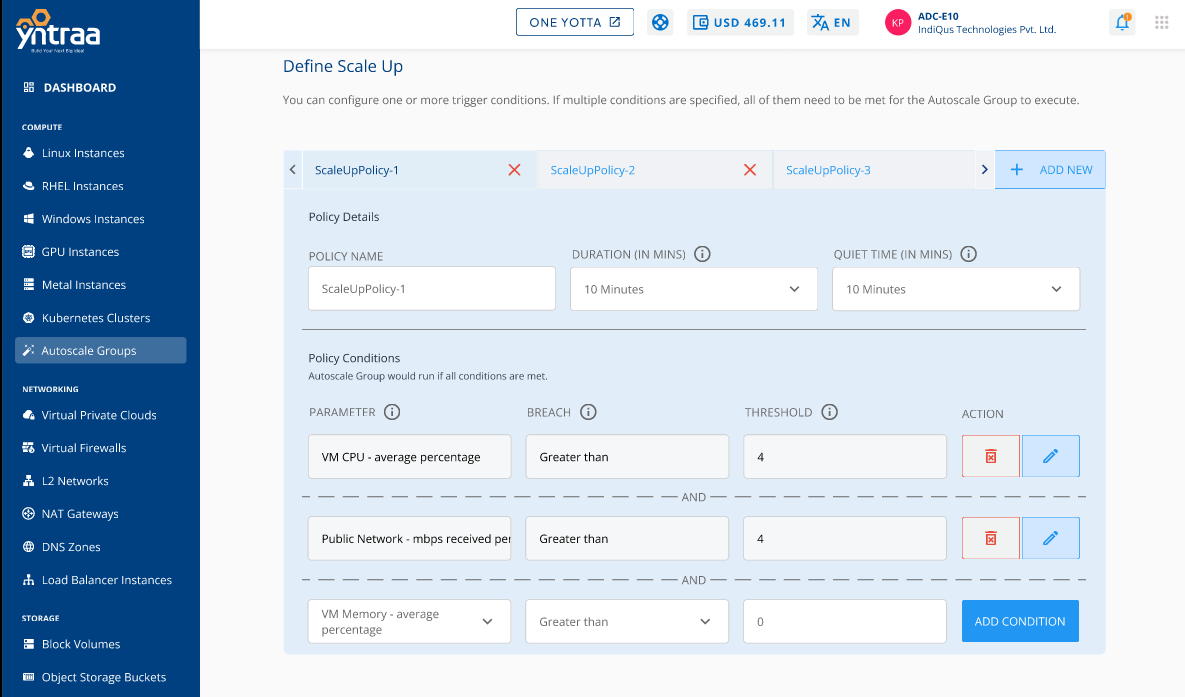 yntraa
Build Your Next Big Idea!
DASHBOARD
COMPUTE
Linux Instances
RHEL Instances
Windows Instances
GPU Instances
Metal Instances
Kubernetes Clusters
Autoscale Groups
NETWORKING
Virtual Private Clouds
Virtual Firewalls
L2 Networks
NAT Gateways
DNS Zones
Load Balancer Instances
STORAGE
Block Volumes
Object Storage Buckets
ONE YOTTA
USD 469.11
EN
KP
ADC-E10
IndiQus Technologies Pvt. Ltd.
Define Scale Up
You can configure one or more trigger conditions. If multiple conditions are specified, all of them need to be met for the Autoscale Group to execute.
ScaleUpPolicy-1
ScaleUpPolicy-2
ScaleUpPolicy-3
ADD NEW
Policy Details
POLICY NAME
DURATION (IN MINS)
QUIET TIME (IN MINS)
ScaleUpPolicy-1
10 Minutes
10 Minutes
Policy Conditions
Autoscale Group would run if all conditions are met.
PARAMETER
BREACH
THRESHOLD
ACTION
VM CPU - average percentage
Greater than
4
AND
Public Network - mbps received per
Greater than
4
AND
VM Memory - average
percentage
Greater than
0
ADD CONDITION